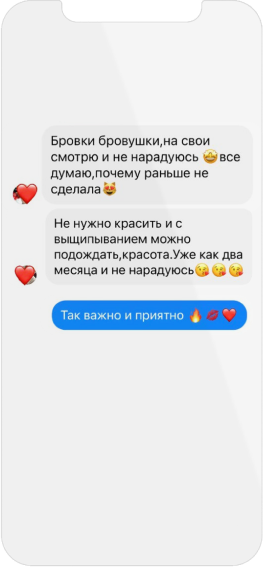 Бровки бровушки,на свои
смотрю и не нарадуюсь 🤩все
думаю,почему раньше не
сделала😻
Не нужно красить и с
выщипыванием можно
подождать,красота.Уже как два
месяца и не нарадуюсь😘😘😘
Так важно и приятно 🔥💋❤️